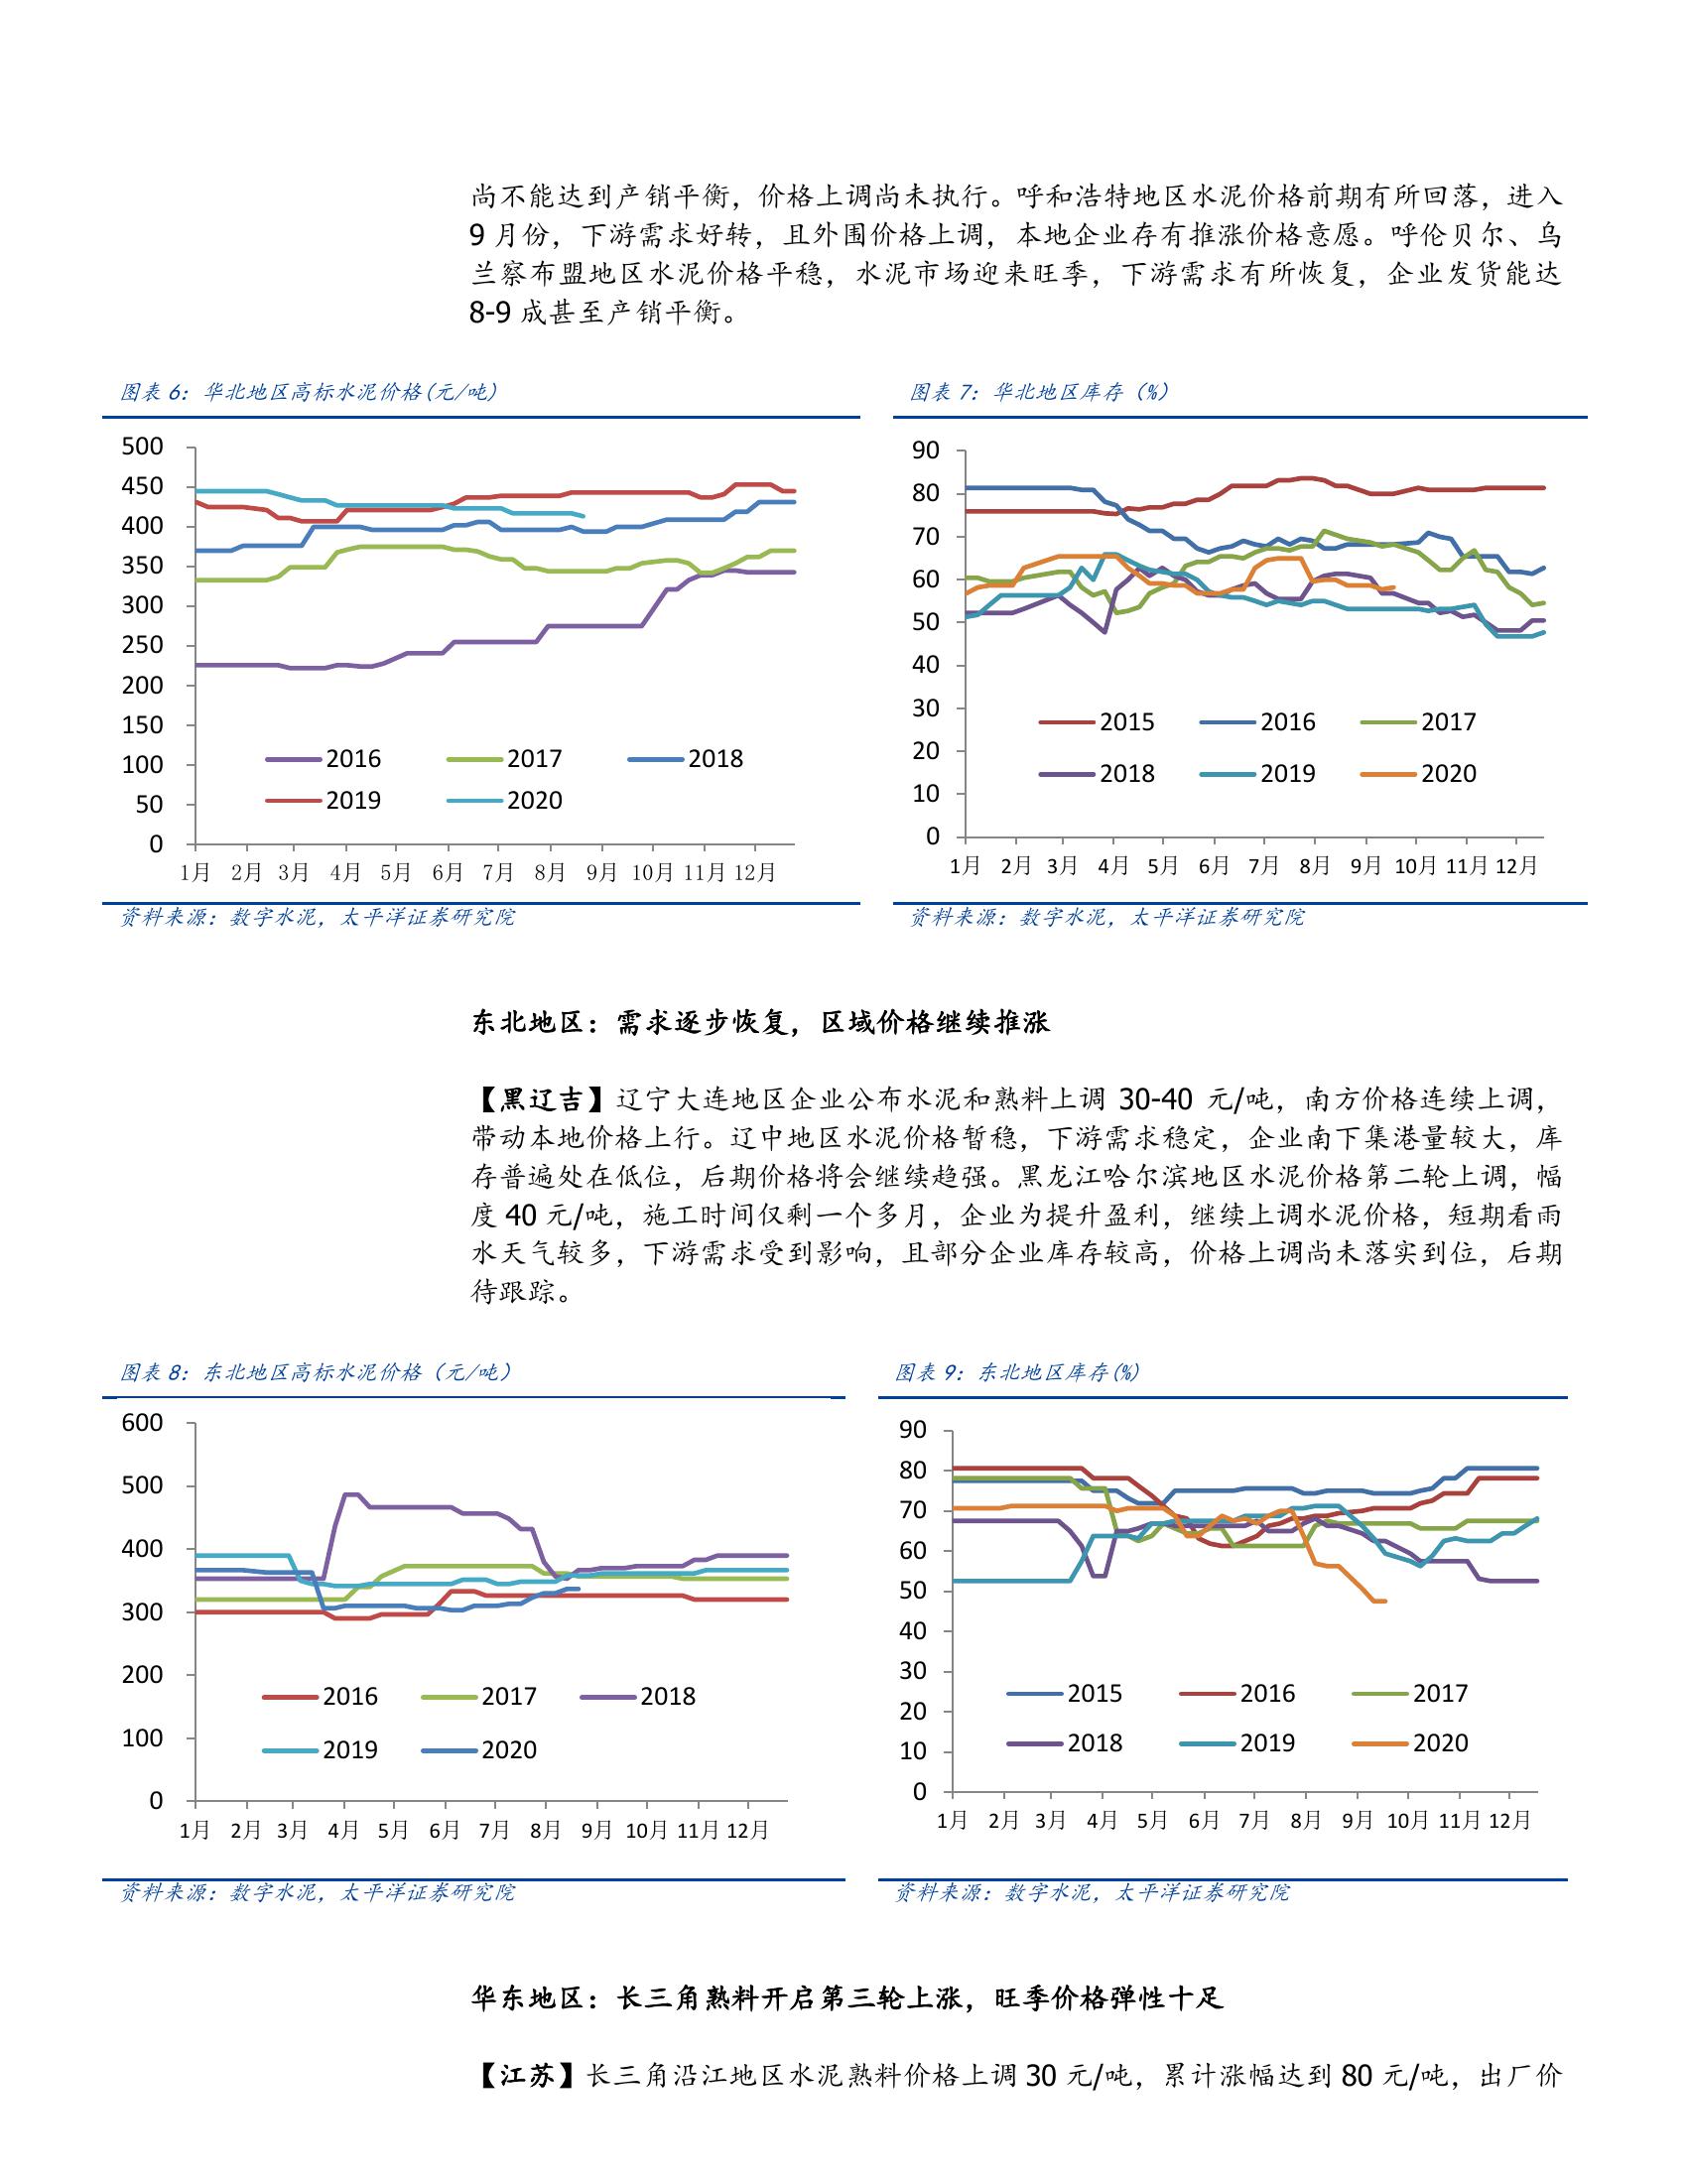 尚不能达到产销平衡，价格上调尚未执行。呼和浩特地区水泥价格前期有所回落，进入
9 月份，下游需求好转，且外围价格上调，本地企业存有推涨价格意愿。呼伦贝尔、乌
兰察布盟地区水泥价格平稳，水泥市场迎来旺季，下游需求有所恢复，企业发货能达
8-9 成甚至产销平衡。
图表 6：华北地区高标水泥价格(元/吨)
500
450
400
350
300
250
200
150
100
50
0
2016 2017 2018
2019 2020
1月 2月 3月 4月 5月 6月 7月 8月 9月 10月 11月 12月
资料来源：数字水泥，太平洋证券研究院
图表 7：华北地区库存 (%)
90
80
70
60
50
40
30
20
10
0
2015 2016 2017
2018 2019 2020
1月 2月 3月 4月 5月 6月 7月 8月 9月 10月 11月 12月
资料来源：数字水泥，太平洋证券研究院
东北地区：需求逐步恢复，区域价格继续推涨
【黑辽吉】辽宁大连地区企业公布水泥和熟料上调 30-40 元/吨，南方价格连续上调，
带动本地价格上行。辽中地区水泥价格暂稳，下游需求稳定，企业南下集港量较大，库
存普遍处在低位，后期价格将会继续趋强。黑龙江哈尔滨地区水泥价格第二轮上调，幅
度 40 元/吨，施工时间仅剩一个多月，企业为提升盈利，继续上调水泥价格，短期看雨
水天气较多，下游需求受到影响，且部分企业库存较高，价格上调尚未落实到位，后期
待跟踪。
图表 8：东北地区高标水泥价格（元/吨）
600
500
400
300
200
100
0
2016 2017 2018
2019 2020
1月 2月 3月 4月 5月 6月 7月 8月 9月 10月 11月 12月
资料来源：数字水泥，太平洋证券研究院
图表 9：东北地区库存(%)
90
80
70
60
50
40
30
20
10
0
2015 2016 2017
2018 2019 2020
1月 2月 3月 4月 5月 6月 7月 8月 9月 10月 11月 12月
资料来源：数字水泥，太平洋证券研究院
华东地区：长三角熟料开启第三轮上涨，旺季价格弹性十足
【江苏】长三角沿江地区水泥熟料价格上调 30 元/吨，累计涨幅达到 80 元/吨，出厂价